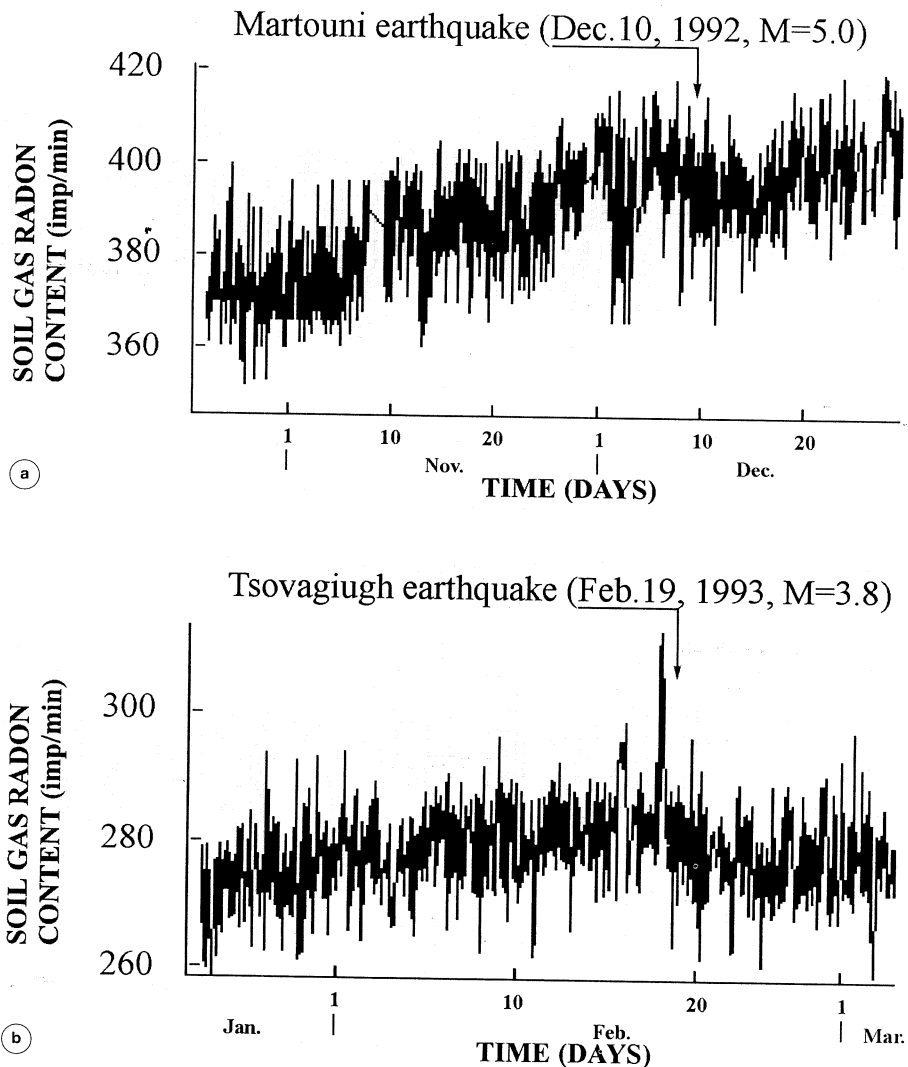 Martouni earthquake (Dec.10, 1992, M=5.0)
SOIL GAS RADON
CONTENT (imp/min)
420
400
380
360
1 10 20 1 10 20
Nov. Dec.
TIME (DAYS)
a
Tsovagiugh earthquake (Feb.19, 1993, M=3.8)
SOIL GAS RADON
CONTENT (imp/min)
300
280
260
1 10 20 1
Jan. Feb. Mar.
TIME (DAYS)
b